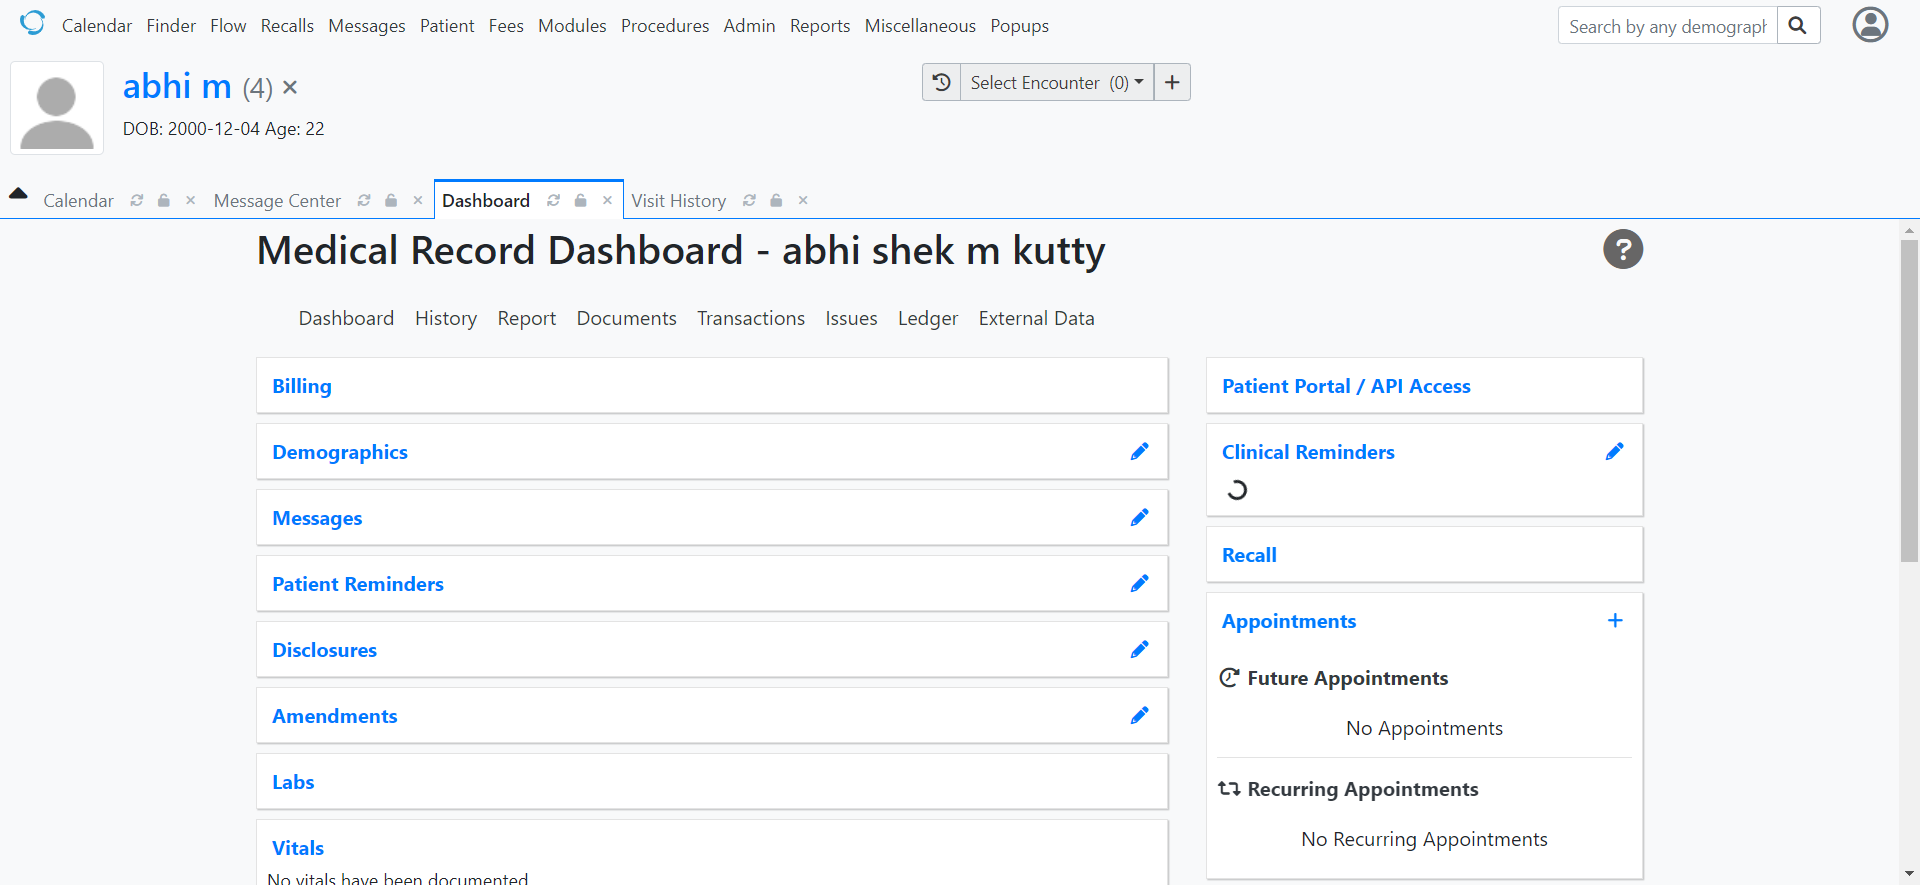 Calendar Finder Flow Recalls Messages Patient Fees Modules Procedures Admin Reports Miscellaneous Popups
Search by any demograph
abhi m (4) ×
DOB: 2000-12-04 Age: 22
Select Encounter (0)
+
Calendar × Message Center × Dashboard × Visit History ×
Medical Record Dashboard - abhi shek m kutty
?
Dashboard History Report Documents Transactions Issues Ledger External Data
Billing
Demographics
Messages
Patient Reminders
Disclosures
Amendments
Labs
Vitals
No vitals have been documented
Patient Portal / API Access
Clinical Reminders
Recall
Appointments +
Future Appointments
No Appointments
Recurring Appointments
No Recurring Appointments